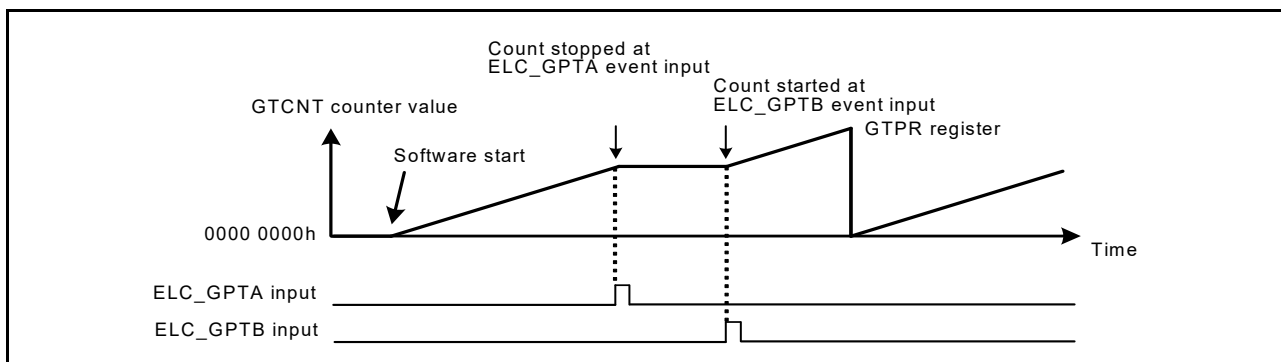 Count stopped at
ELC_GPTA event input
Count started at
ELC_GPTB event input
GTCNT counter value
GTPR register
Software start
0000 0000h
Time
ELC_GPTA input
ELC_GPTB input